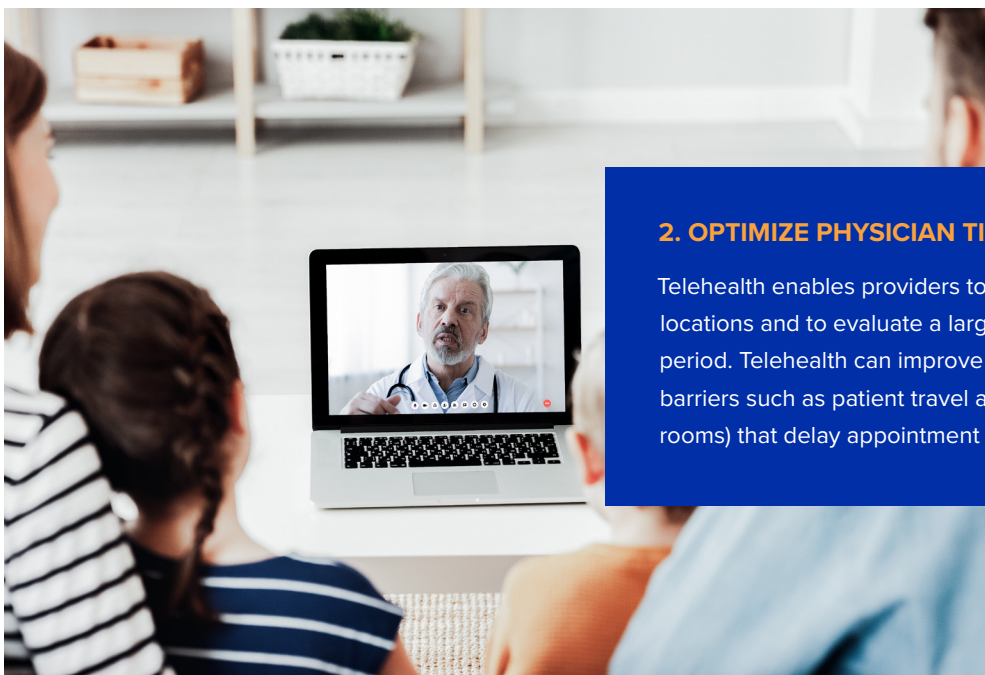 2. OPTIMIZE PHYSICIAN TI
Telehealth enables providers to
locations and to evaluate a larg
period. Telehealth can improve
barriers such as patient travel a
rooms) that delay appointment